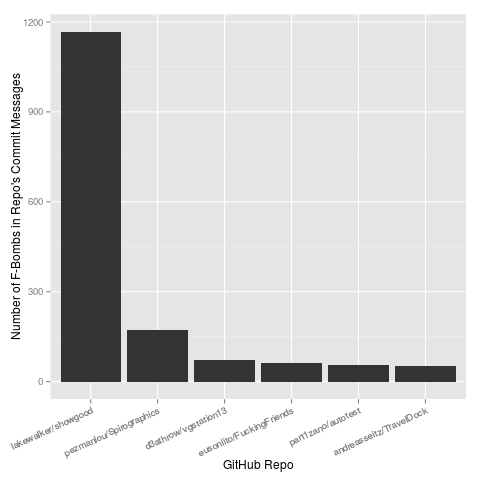 Number of F-Bombs in Repo's Commit Messages
1200
900
600
300
0
lakewalker/showgood
pezmanlou/Spirographics
d3athrow/vgstation13
eusonlito/FuckingFriends
part1zano/autotest
andreasseitz/TravelDock
GitHub Repo